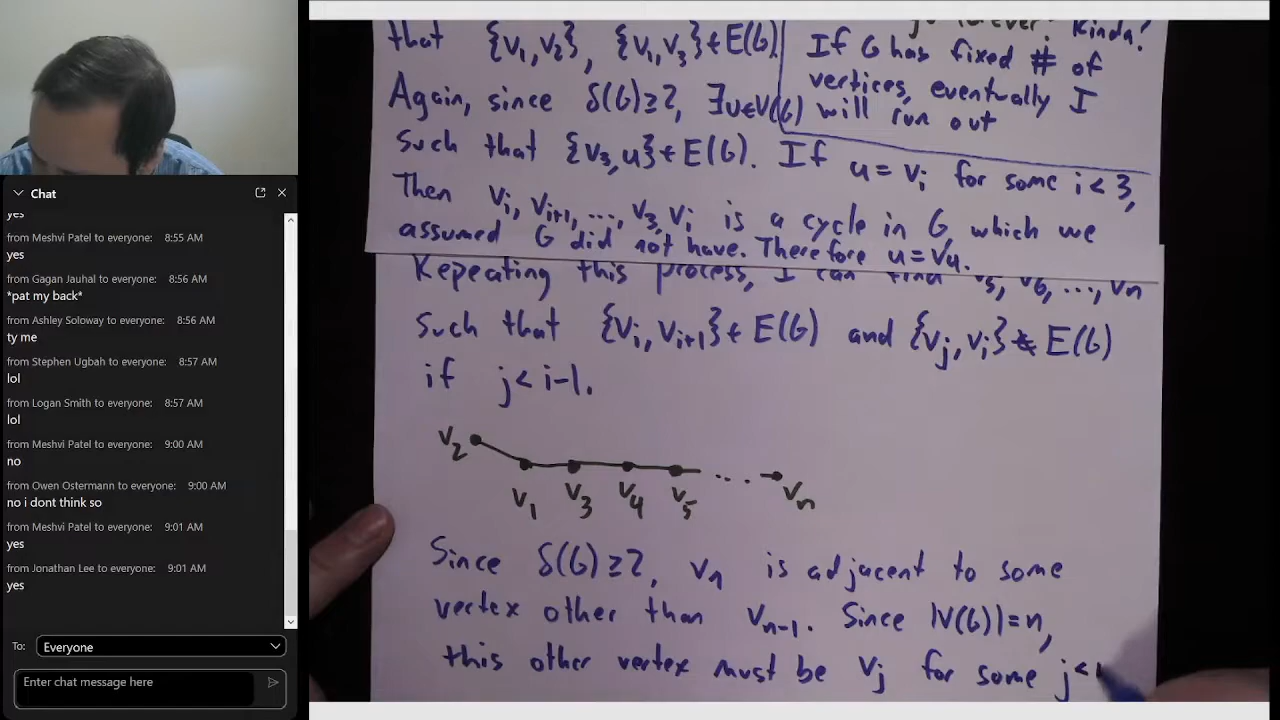 Chat
yes
from Meshvi Patel to everyone: 8:55 AM
yes
from Gagan Jauhal to everyone: 8:56 AM
*pat my back*
from Ashley Soloway to everyone: 8:56 AM
ty me
from Stephen Ugbah to everyone: 8:57 AM
lol
from Logan Smith to everyone: 8:57 AM
lol
from Meshvi Patel to everyone: 9:00 AM
no
from Owen Ostermann to everyone: 9:00 AM
no i dont think so
from Meshvi Patel to everyone: 9:01 AM
yes
from Jonathan Lee to everyone: 9:01 AM
yes
To: Everyone
Enter chat message here
forever? Kinda!
If G has fixed # of
vertices, eventually I
will run out
that {v₁,v₂}, {v₁,v₃} ∈ E(G)
Again, since δ(G)≥2, ∃u∈V(G)
such that {v₃,u} ∈ E(G). If u = vᵢ for some i < 3,
Then vᵢ, vᵢ₊₁, ..., v₃, vᵢ is a cycle in G, which we
assumed G did not have. Therefore u = v₄.
Repeating this process, I can find v₅, v₆, ..., vₙ
such that {vᵢ, vᵢ₊₁} ∈ E(G) and {vⱼ, vᵢ} ∉ E(G)
if j < i-1.
v₂
v₁ v₃ v₄ v₅ ... vₙ
Since δ(G) ≥ 2, vₙ is adjacent to some
vertex other than vₙ₋₁. Since |V(G)| = n,
this other vertex must be vⱼ for some j <